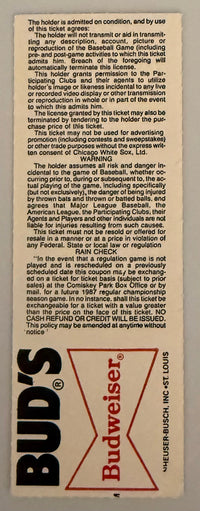 The holder is admitted on condition, and by use
of this ticket agrees:
The holder will not transmit or aid in transmit-
ting any description, account, picture or
reproduction of the Baseball Game (including
pre- and post-game activities to which this ticket
admits him. Breach of the foregoing will
automatically terminate this license.
This holder grants permission to the Par-
ticipating Clubs and their agents to utilize
holder's image or likeness incidental to any live
or recorded video display or other transmission
or reproduction in whole or in part of the event
to which this admits him.
The license granted by this ticket may also be
terminated by tendering to the holder the pur-
chase price of this ticket.
This ticket may not be used for advertising
promotion (including contests and sweepstakes)
or other trade purposes without the express writ-
ten consent of Chicago White Sox, Ltd.
WARNING
The holder assumes all risk and danger in-
cidental to the game of Baseball, whether oc-
curring prior to, during or subsequent to, the ac-
tual playing of the game, including specifically
(but not exclusively), the danger of being injured
by thrown bats and thrown or batted balls, and
agrees that Major League Baseball, the
American League, the Participating Clubs, their
Agents and Players and other individuals are not
liable for injuries resulting from such causes.
This ticket may not be resold or offered for
resale in a manner or at a price in violation of
any Federal, State or local law or regulation
RAIN CHECK
"In the event that a regulation game is not
played and is rescheduled on a previously
scheduled date this coupon may be exchang-
ed on a ticket for ticket basis (subject to prior
sales) at the Comiskey Park Box Office or by
mail, for a future 1987 regular championship
season game. In no instance, shall this ticket be
exchangeable for a ticket with a value greater
than the price on the face of this ticket. NO
CASH REFUND OR CREDIT WILL BE ISSUED.
This policy may be amended at anytime without
notice"
BUD'S®
Budweiser®
NHEUSER-BUSCH, INC • ST. LOUIS